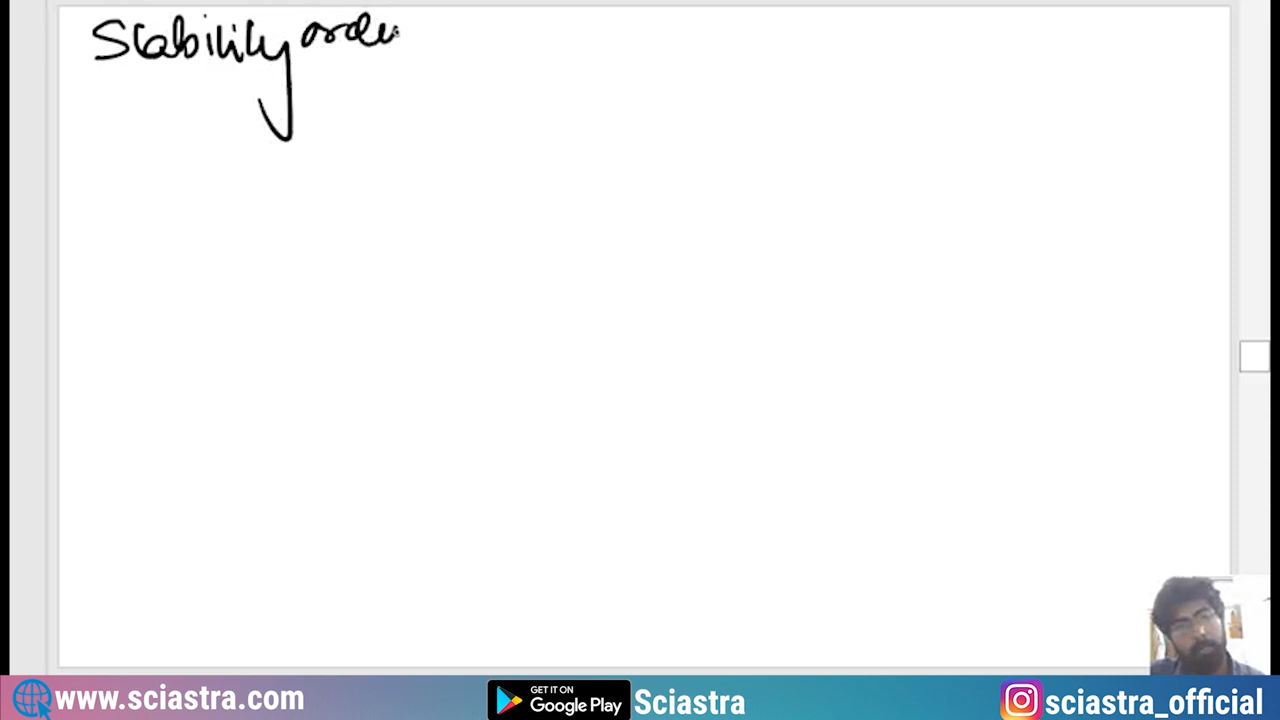 Stability orde
www.sciastra.com
GET IT ON
Google Play
Sciastra
sciastra_official